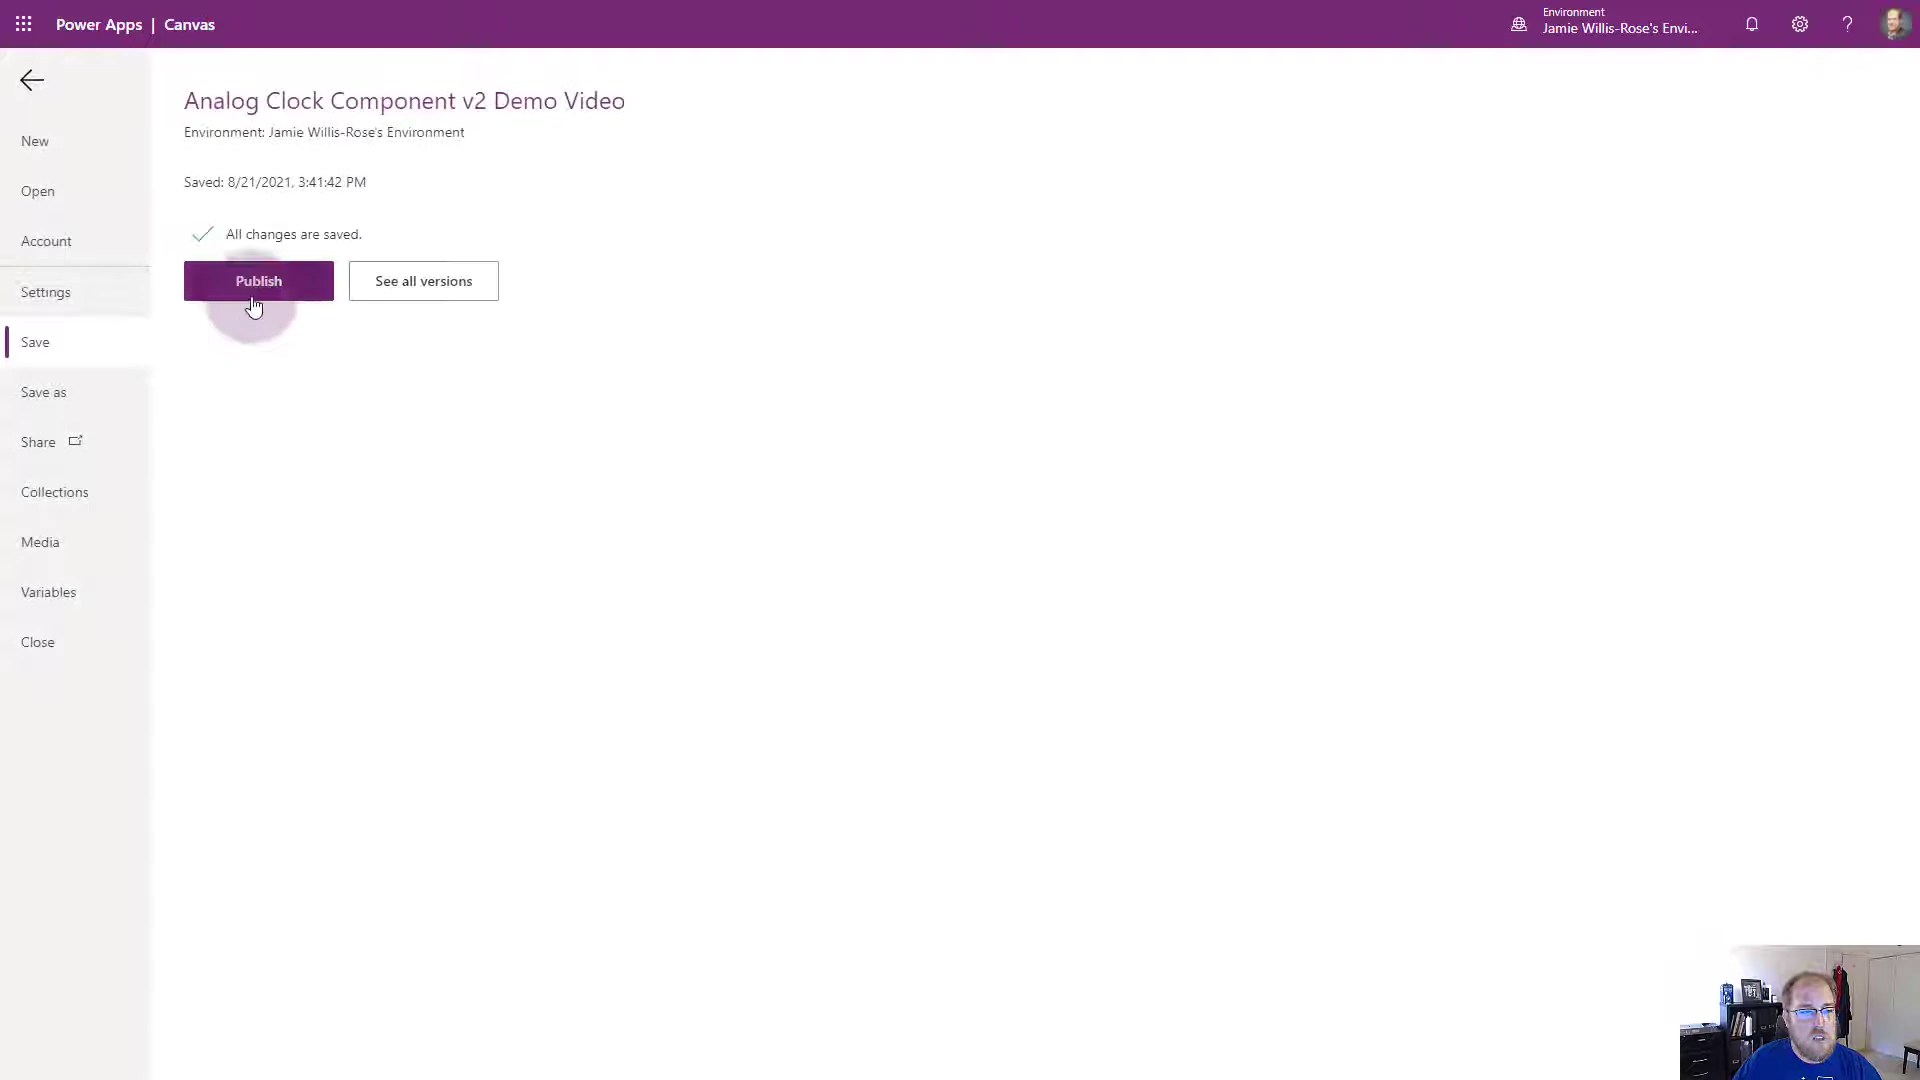 Power Apps | Canvas
Environment
Jamie Willis-Rose's Envi...
Analog Clock Component v2 Demo Video
Environment: Jamie Willis-Rose's Environment
Saved: 8/21/2021, 3:41:42 PM
All changes are saved.
Publish
See all versions
New
Open
Account
Settings
Save
Save as
Share
Collections
Media
Variables
Close